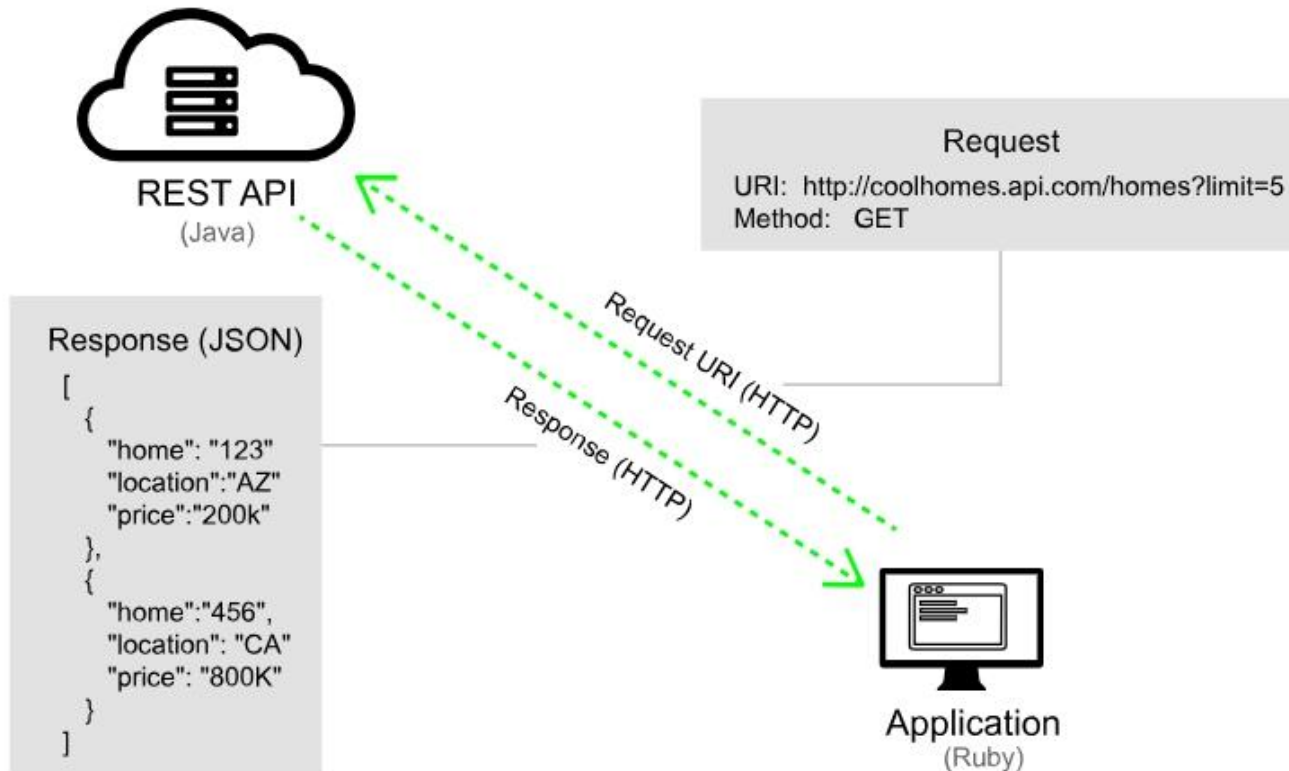 REST API
(Java)
Request
URI: http://coolhomes.api.com/homes?limit=5
Method: GET
Request URI (HTTP)
Response (HTTP)
Response (JSON)
[
{
"home": "123"
"location":"AZ"
"price":"200k"
},
{
"home":"456",
"location": "CA"
"price": "800K"
}
]
Application
(Ruby)